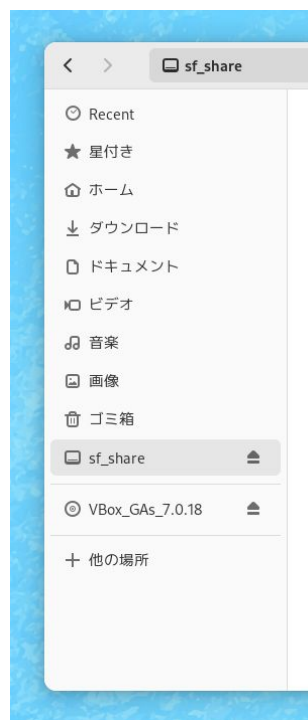 sf_share
Recent
星付き
ホーム
ダウンロード
ドキュメント
ビデオ
音楽
画像
ゴミ箱
sf_share
VBox_GAs_7.0.18
他の場所